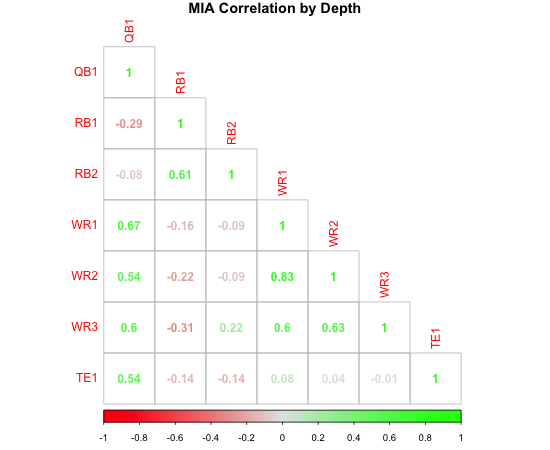 MIA Correlation by Depth
QB1
QB1 1 RB1
RB1 -0.29 1 RB2
RB2 -0.08 0.61 1 WR1
WR1 0.67 -0.16 -0.09 1 WR2
WR2 0.54 -0.22 -0.09 0.83 1 WR3
WR3 0.6 -0.31 0.22 0.6 0.63 1 TE1
TE1 0.54 -0.14 -0.14 0.08 0.04 -0.01 1
-1 -0.8 -0.6 -0.4 -0.2 0 0.2 0.4 0.6 0.8 1